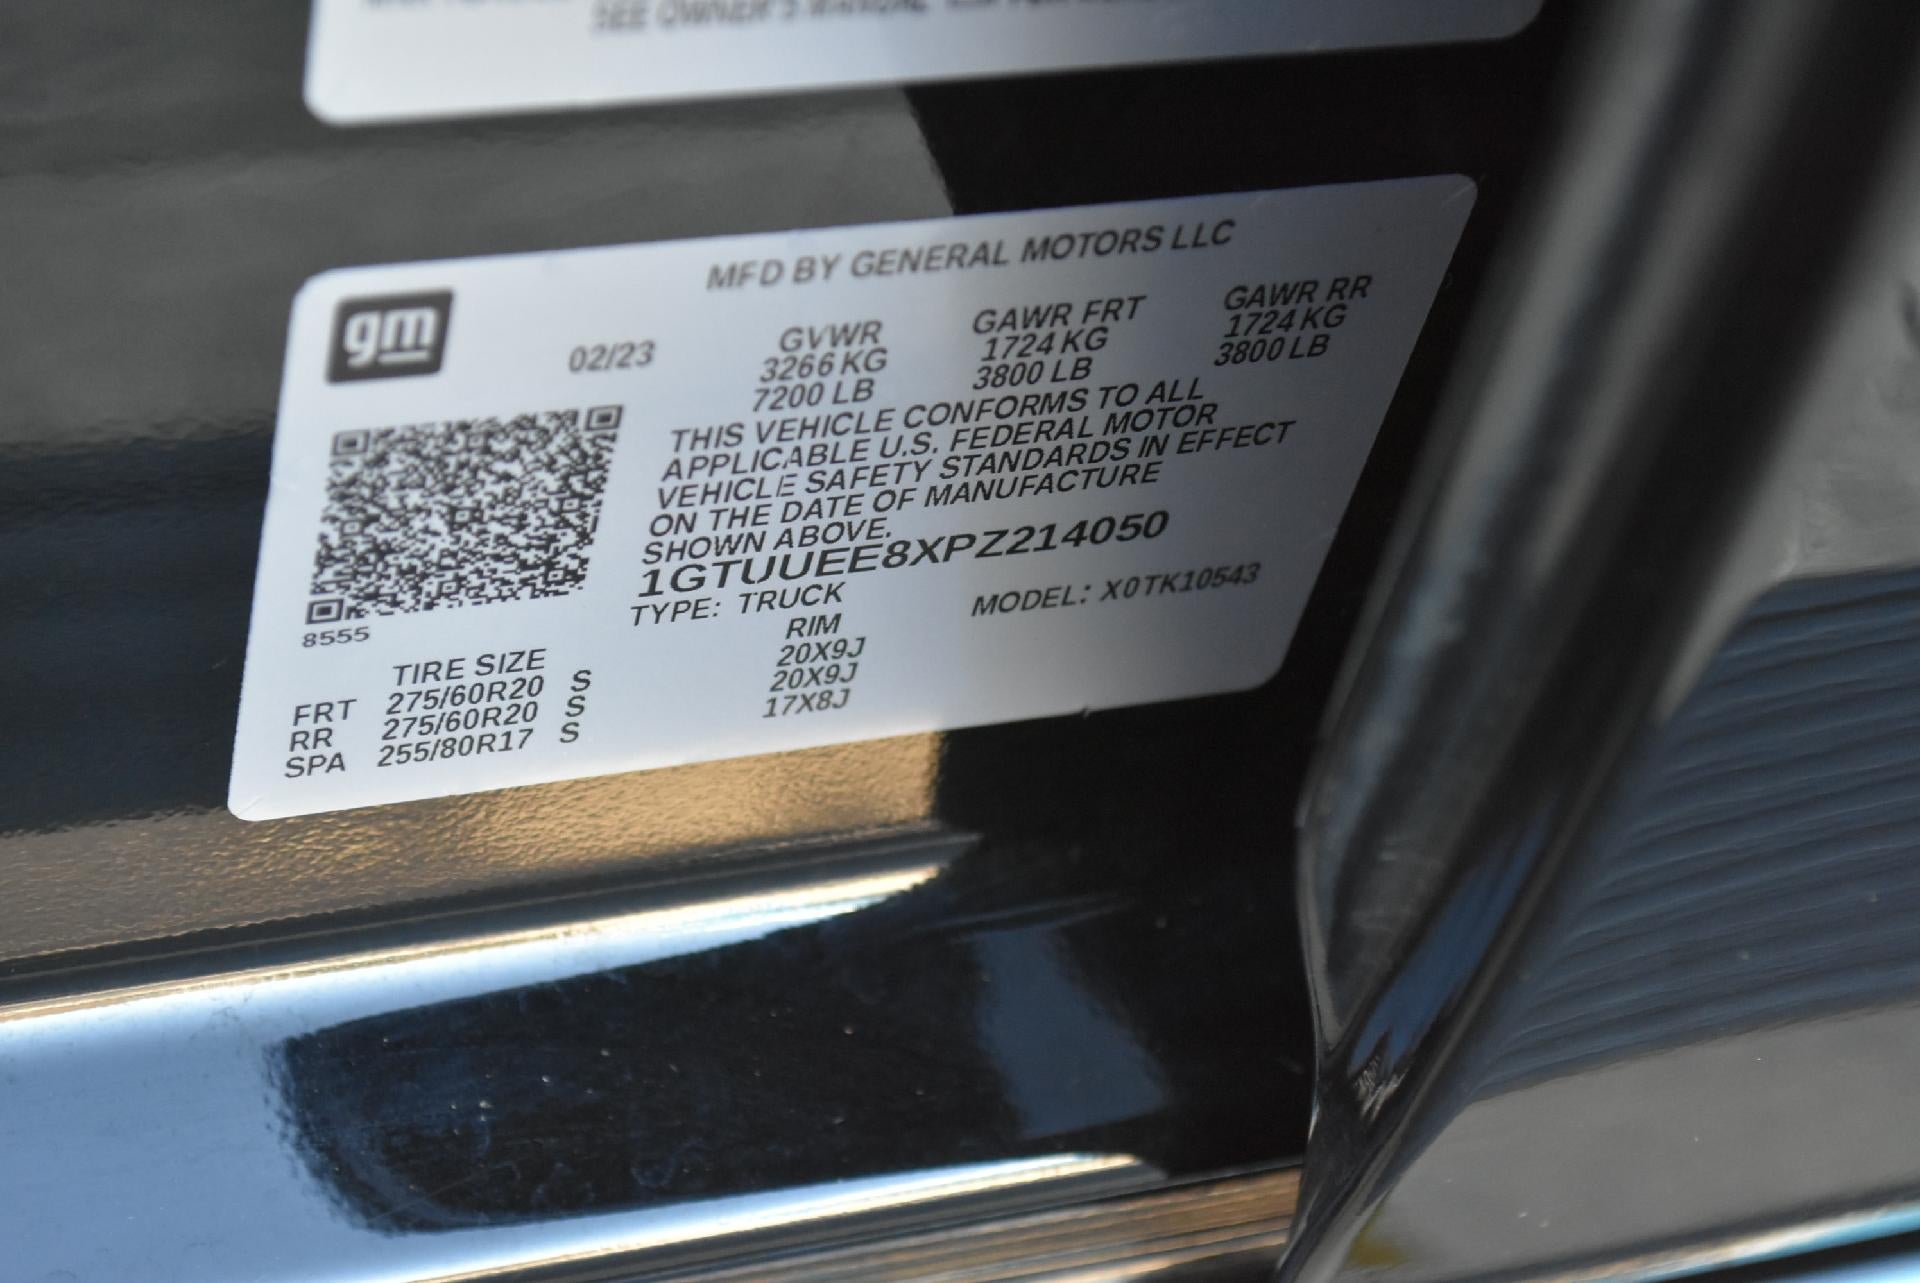 SEE OWNER'S MANUAL
MFD BY GENERAL MOTORS LLC
gm
02/23
GVWR GAWR FRT GAWR RR
3266 KG 1724 KG 1724 KG
7200 LB 3800 LB 3800 LB
THIS VEHICLE CONFORMS TO ALL
APPLICABLE U.S. FEDERAL MOTOR
VEHICLE SAFETY STANDARDS IN EFFECT
ON THE DATE OF MANUFACTURE
SHOWN ABOVE.
1GTUUEE8XPZ214050
TYPE: TRUCK MODEL: X0TK10543
8555
TIRE SIZE RIM
FRT 275/60R20 S 20X9J
RR 275/60R20 S 20X9J
SPA 255/80R17 S 17X8J